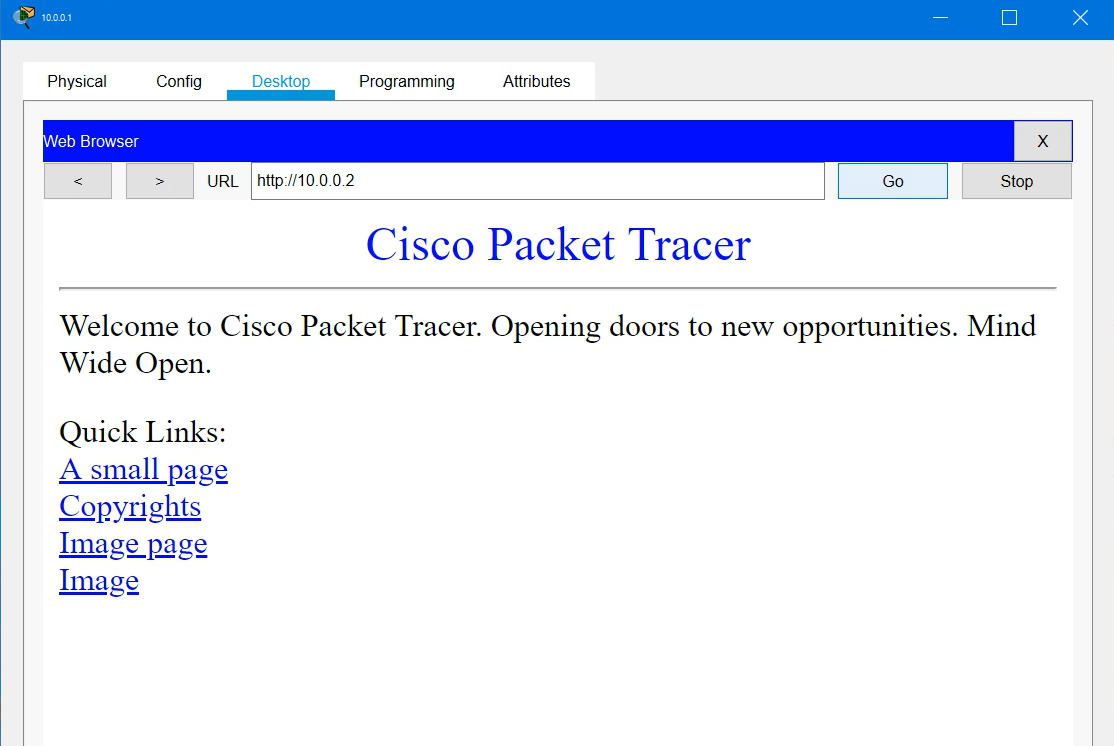 10.0.0.1
Physical Config Desktop Programming Attributes
Web Browser X
< > URL http://10.0.0.2 Go Stop
Cisco Packet Tracer
Welcome to Cisco Packet Tracer. Opening doors to new opportunities. Mind
Wide Open.
Quick Links:
A small page
Copyrights
Image page
Image